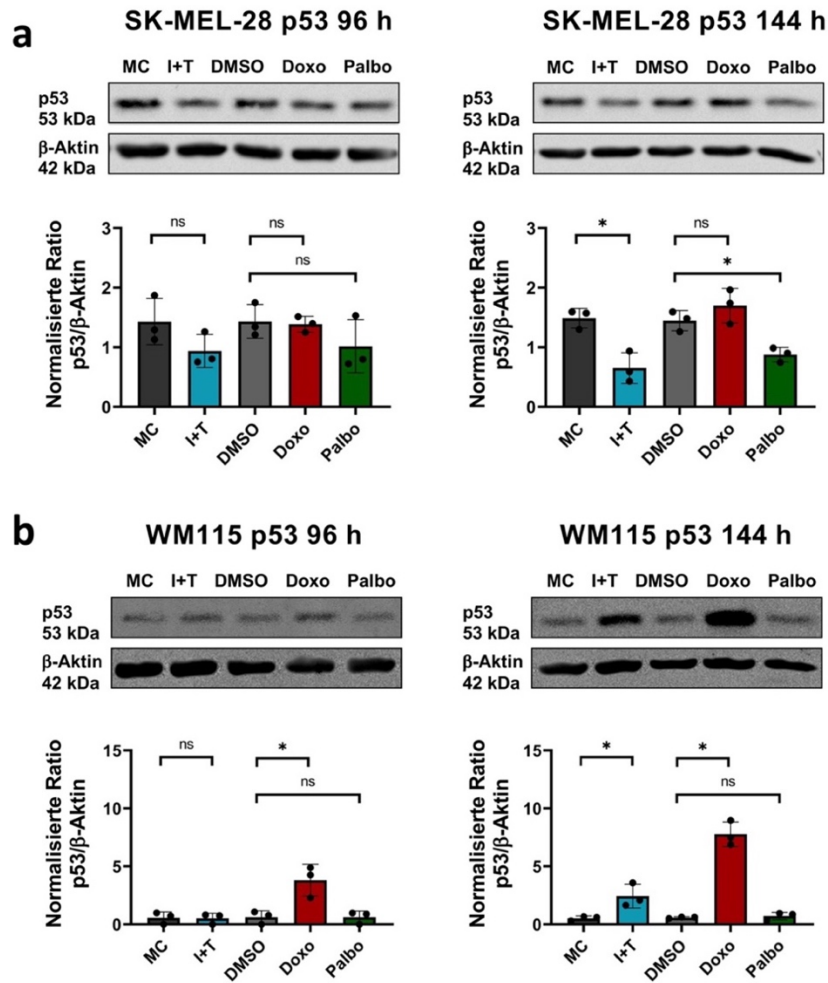 a
SK-MEL-28 p53 96 h
MC I+T DMSO Doxo Palbo
p53
53 kDa
β-Aktin
42 kDa
Normalisierte Ratio
p53/β-Aktin
3
2
1
0
ns
ns
ns
MC I+T DMSO Doxo Palbo
SK-MEL-28 p53 144 h
MC I+T DMSO Doxo Palbo
p53
53 kDa
β-Aktin
42 kDa
Normalisierte Ratio
p53/β-Aktin
3
2
1
0
*
ns
*
MC I+T DMSO Doxo Palbo
b
WM115 p53 96 h
MC I+T DMSO Doxo Palbo
p53
53 kDa
β-Aktin
42 kDa
Normalisierte Ratio
p53/β-Aktin
15
10
5
0
ns
*
ns
MC I+T DMSO Doxo Palbo
WM115 p53 144 h
MC I+T DMSO Doxo Palbo
p53
53 kDa
β-Aktin
42 kDa
Normalisierte Ratio
p53/β-Aktin
15
10
5
0
*
*
ns
MC I+T DMSO Doxo Palbo